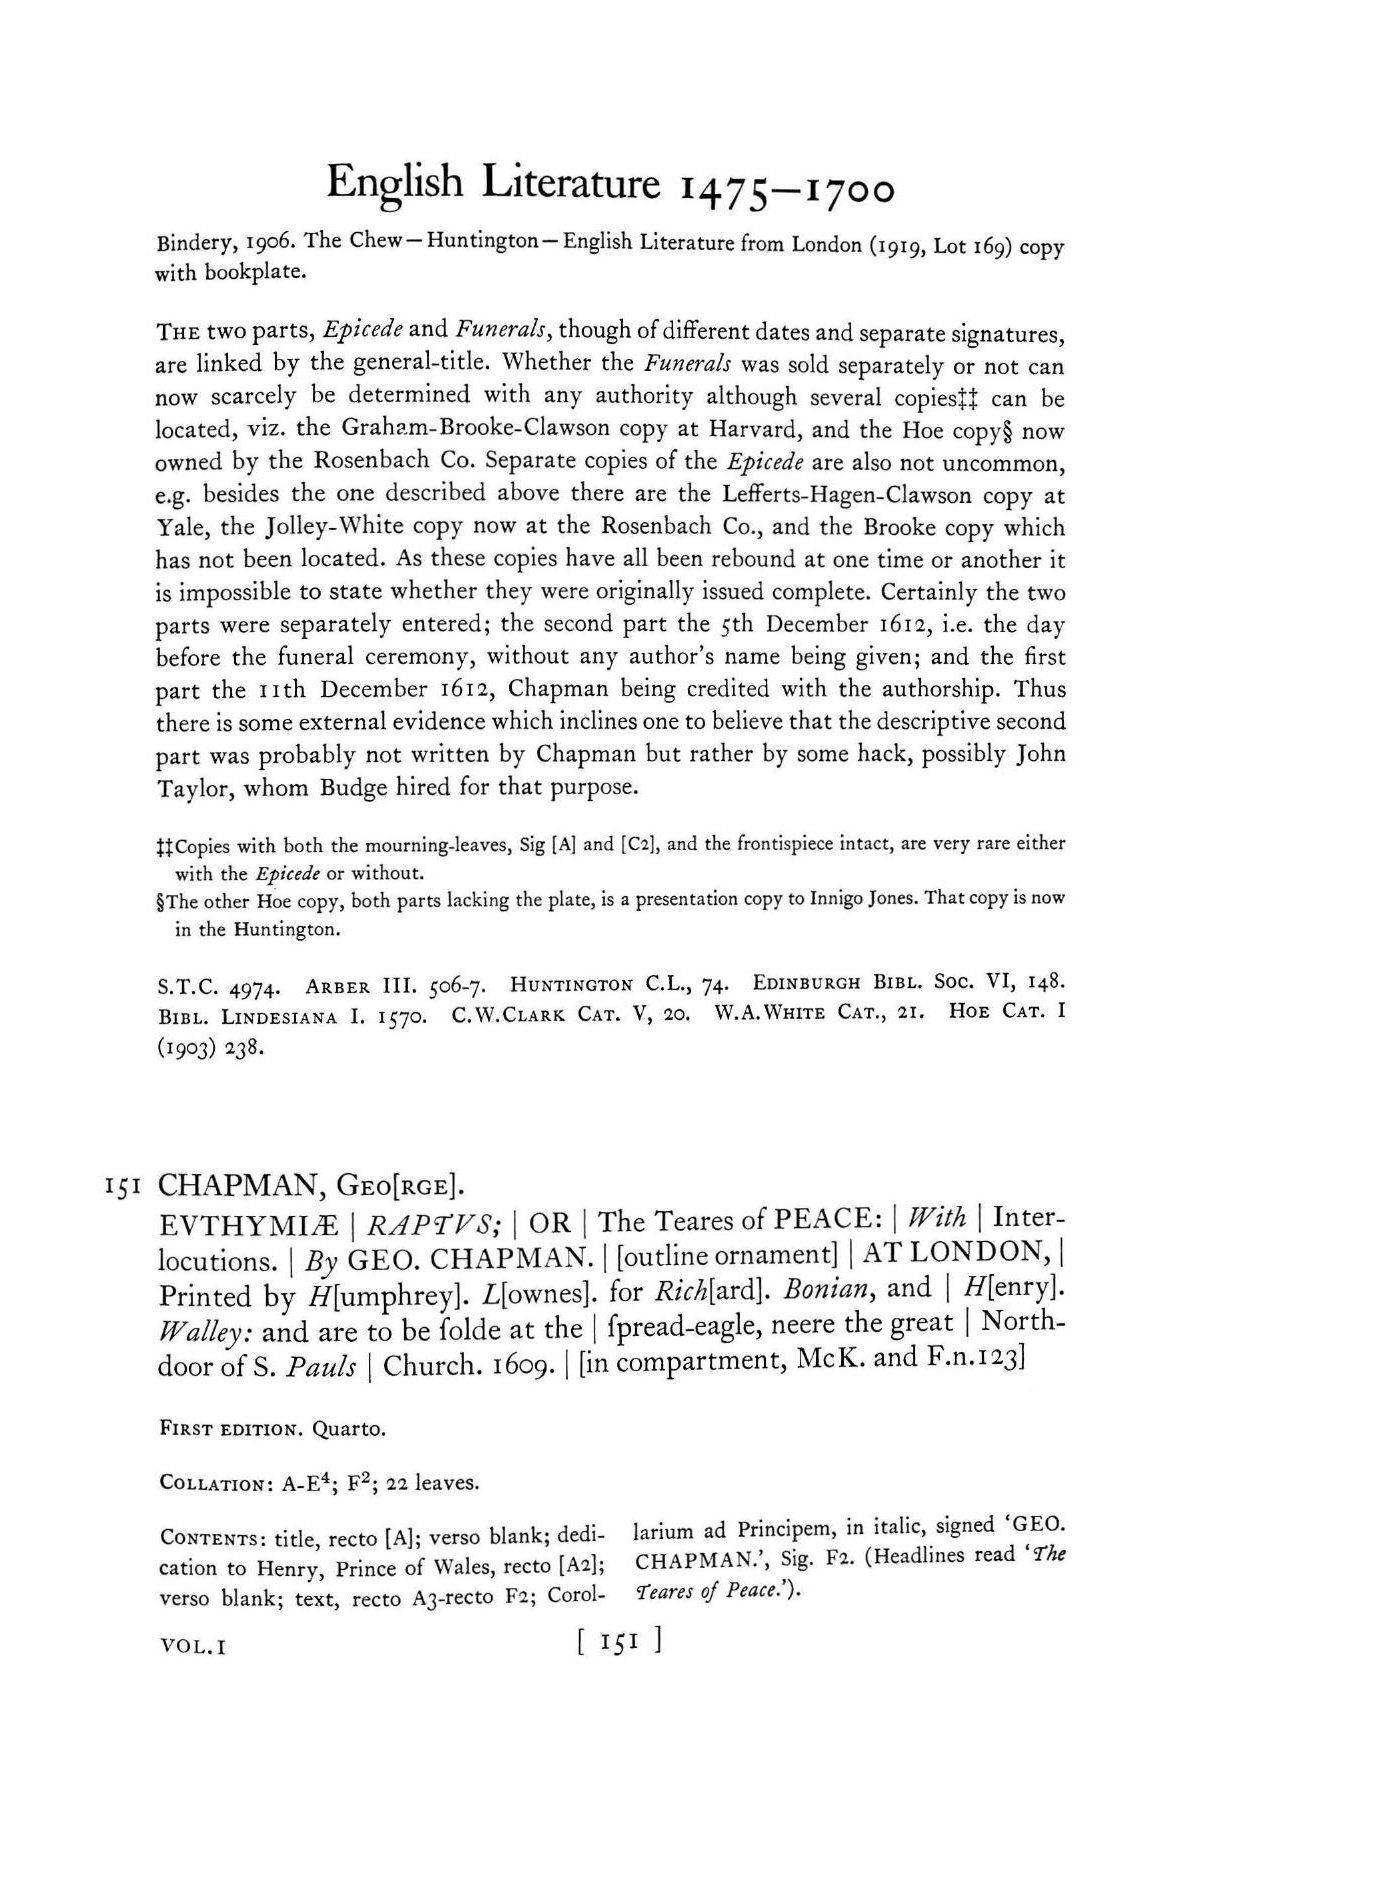 English Literature 1475—1700
Bindery, 1906. The Chew—Huntington—English Literature from London (1919, Lot 169) copy
with bookplate.
THE two parts, Epicede and Funerals, though of different dates and separate signatures,
are linked by the general-title. Whether the Funerals was sold separately or not can
now scarcely be determined with any authority although several copies‡‡ can be
located, viz. the Graham-Brooke-Clawson copy at Harvard, and the Hoe copy§ now
owned by the Rosenbach Co. Separate copies of the Epicede are also not uncommon,
e.g. besides the one described above there are the Lefferts-Hagen-Clawson copy at
Yale, the Jolley-White copy now at the Rosenbach Co., and the Brooke copy which
has not been located. As these copies have all been rebound at one time or another it
is impossible to state whether they were originally issued complete. Certainly the two
parts were separately entered; the second part the 5th December 1612, i.e. the day
before the funeral ceremony, without any author's name being given; and the first
part the 11th December 1612, Chapman being credited with the authorship. Thus
there is some external evidence which inclines one to believe that the descriptive second
part was probably not written by Chapman but rather by some hack, possibly John
Taylor, whom Budge hired for that purpose.
‡‡Copies with both the mourning-leaves, Sig [A] and [C2], and the frontispiece intact, are very rare either
with the Epicede or without.
§The other Hoe copy, both parts lacking the plate, is a presentation copy to Innigo Jones. That copy is now
in the Huntington.
S.T.C. 4974. ARBER III. 506-7. HUNTINGTON C.L., 74. EDINBURGH BIBL. SOC. VI, 148.
BIBL. LINDESIANA I. 1570. C.W.CLARK CAT. V, 20. W.A.WHITE CAT., 21. HOE CAT. I
(1903) 238.
151 CHAPMAN, GEO[RGE].
EVTHYMIÆ | RAPTVS; | OR | The Teares of PEACE: | With | Inter-
locutions. | By GEO. CHAPMAN. | [outline ornament] | AT LONDON, |
Printed by H[umphrey]. L[ownes]. for Rich[ard]. Bonian, and | H[enry].
Walley: and are to be ſolde at the | ſpread-eagle, neere the great | North-
door of S. Pauls | Church. 1609. | [in compartment, McK. and F.n.123]
FIRST EDITION. Quarto.
COLLATION: A-E⁴; F²; 22 leaves.
CONTENTS: title, recto [A]; verso blank; dedi-
cation to Henry, Prince of Wales, recto [A2];
verso blank; text, recto A3-recto F2; Corol-
larium ad Principem, in italic, signed 'GEO.
CHAPMAN.', Sig. F2. (Headlines read 'The
Teares of Peace.').
VOL.I
[ 151 ]